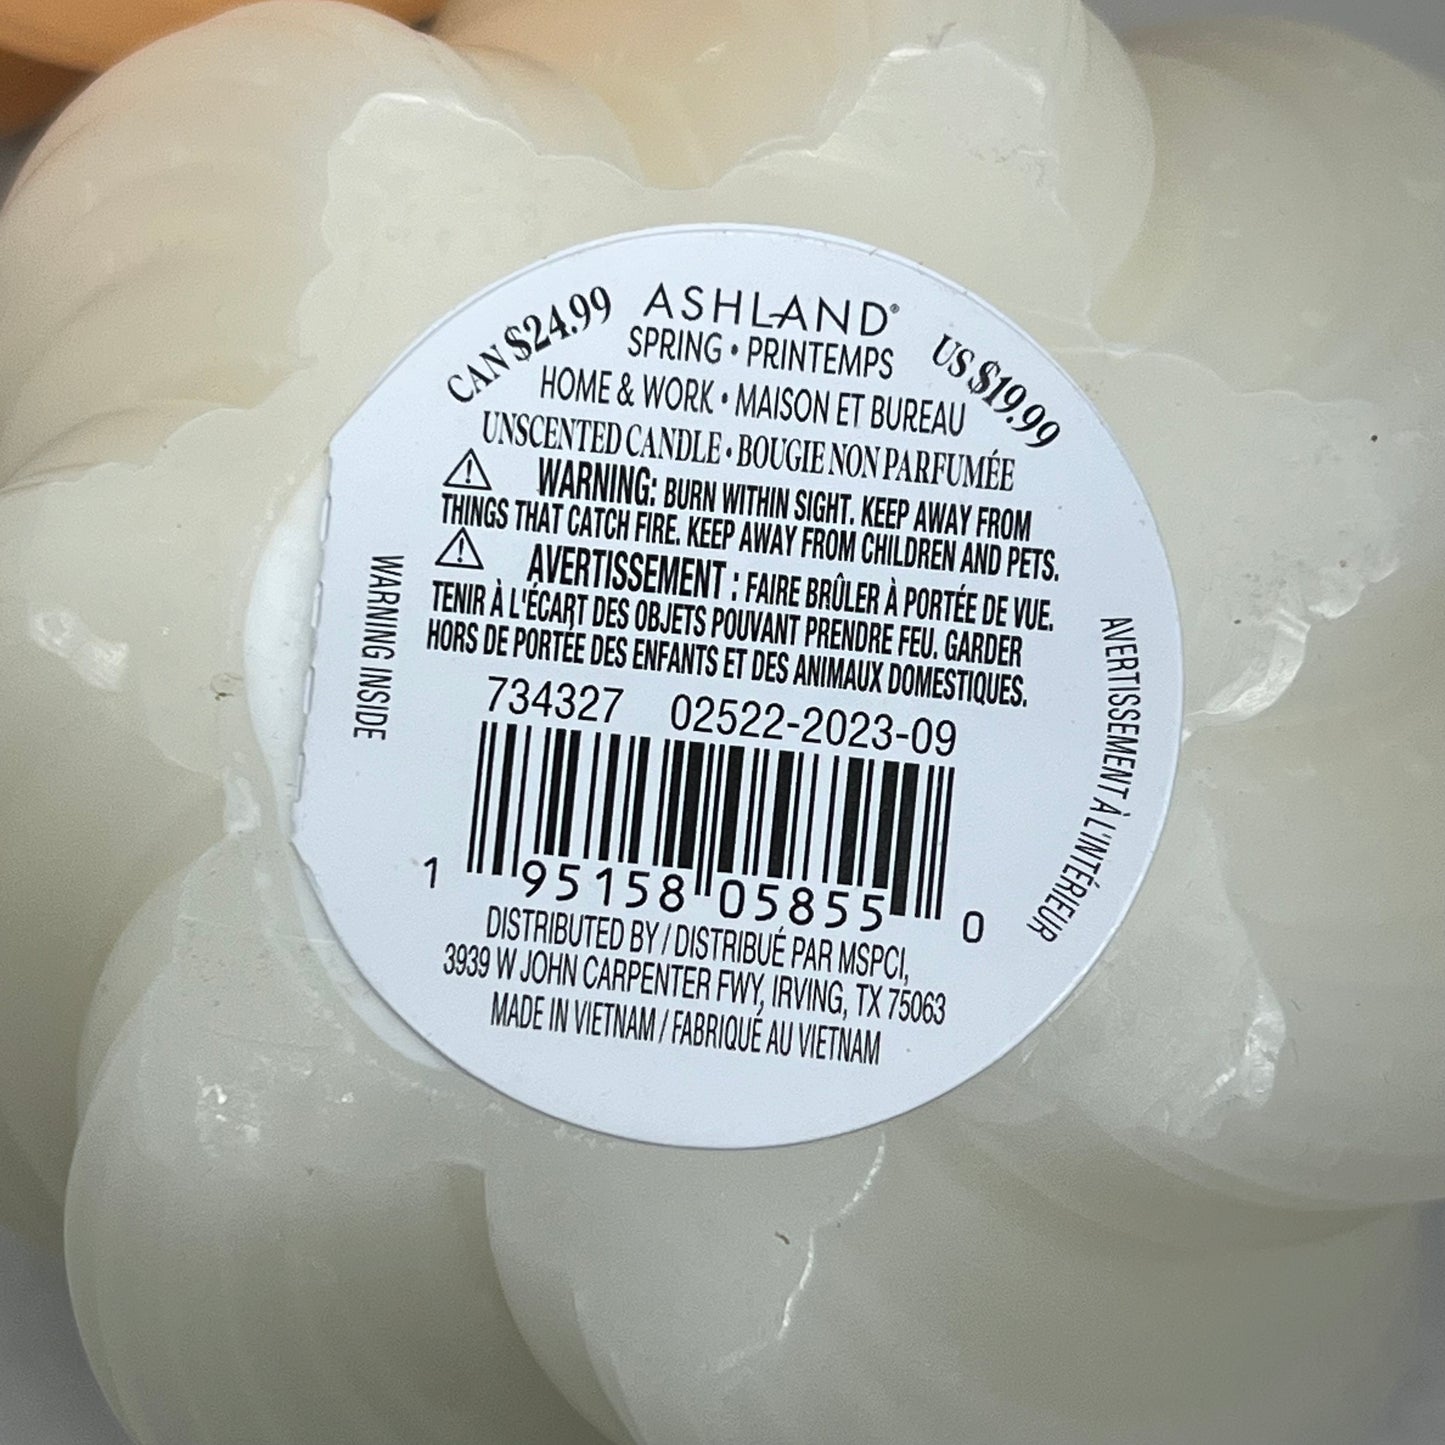 CAN $24.99
ASHLAND®
US $19.99
SPRING • PRINTEMPS
HOME & WORK • MAISON ET BUREAU
UNSCENTED CANDLE • BOUGIE NON PARFUMÉE
WARNING: BURN WITHIN SIGHT. KEEP AWAY FROM
THINGS THAT CATCH FIRE. KEEP AWAY FROM CHILDREN AND PETS.
AVERTISSEMENT : FAIRE BRÛLER À PORTÉE DE VUE.
TENIR À L'ÉCART DES OBJETS POUVANT PRENDRE FEU. GARDER
HORS DE PORTÉE DES ENFANTS ET DES ANIMAUX DOMESTIQUES.
WARNING INSIDE
AVERTISSEMENT À L'INTÉRIEUR
734327 02522-2023-09
1 95158 05855 0
DISTRIBUTED BY / DISTRIBUÉ PAR MSPCI,
3939 W JOHN CARPENTER FWY, IRVING, TX 75063
MADE IN VIETNAM / FABRIQUÉ AU VIETNAM